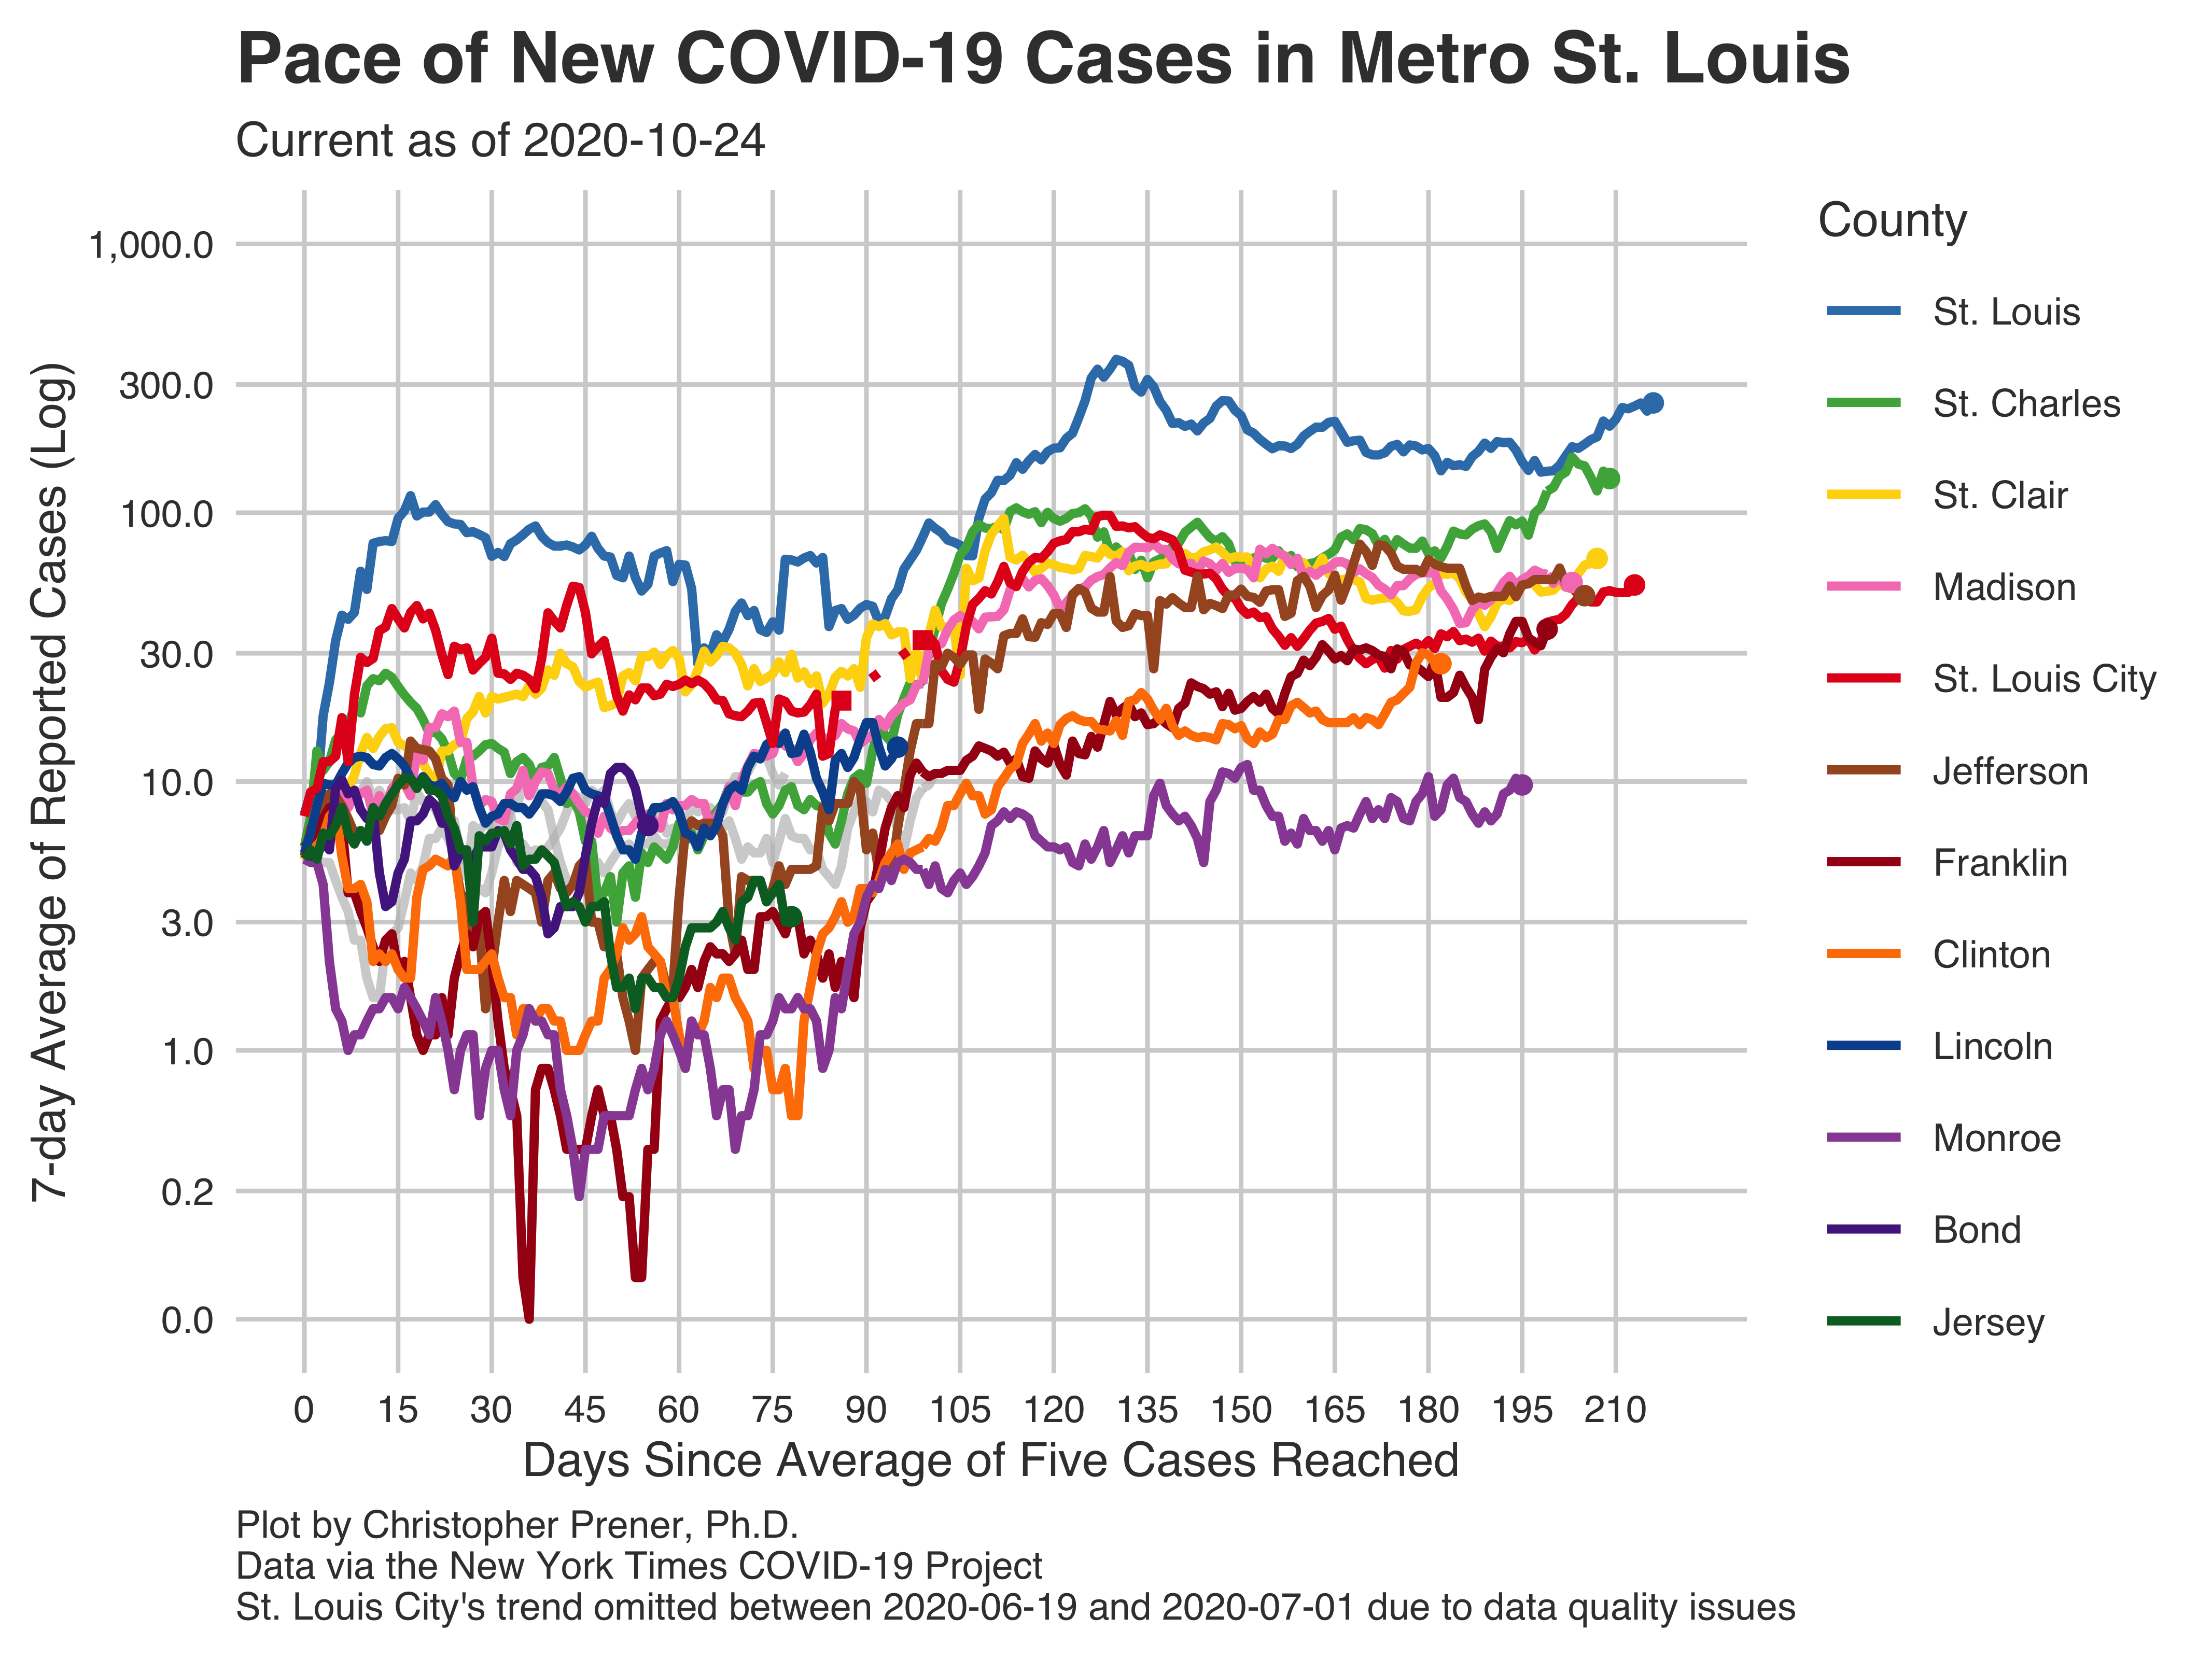 Pace of New COVID-19 Cases in Metro St. Louis
Current as of 2020-10-24
7-day Average of Reported Cases (Log)
1,000.0
300.0
100.0
30.0
10.0
3.0
1.0
0.2
0.0
0 15 30 45 60 75 90 105 120 135 150 165 180 195 210
Days Since Average of Five Cases Reached
County
St. Louis
St. Charles
St. Clair
Madison
St. Louis City
Jefferson
Franklin
Clinton
Lincoln
Monroe
Bond
Jersey
Plot by Christopher Prener, Ph.D.
Data via the New York Times COVID-19 Project
St. Louis City's trend omitted between 2020-06-19 and 2020-07-01 due to data quality issues